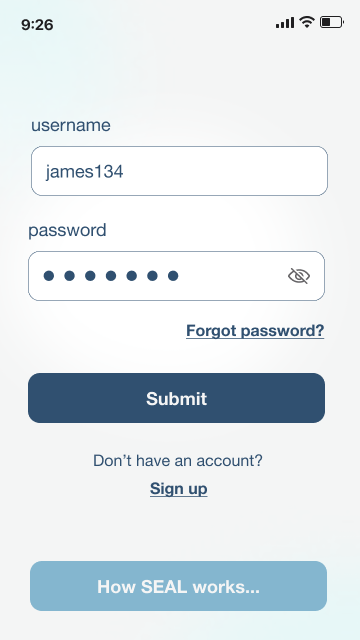 9:26
username
james134
password
Forgot password?
Submit
Don't have an account?
Sign up
How SEAL works...